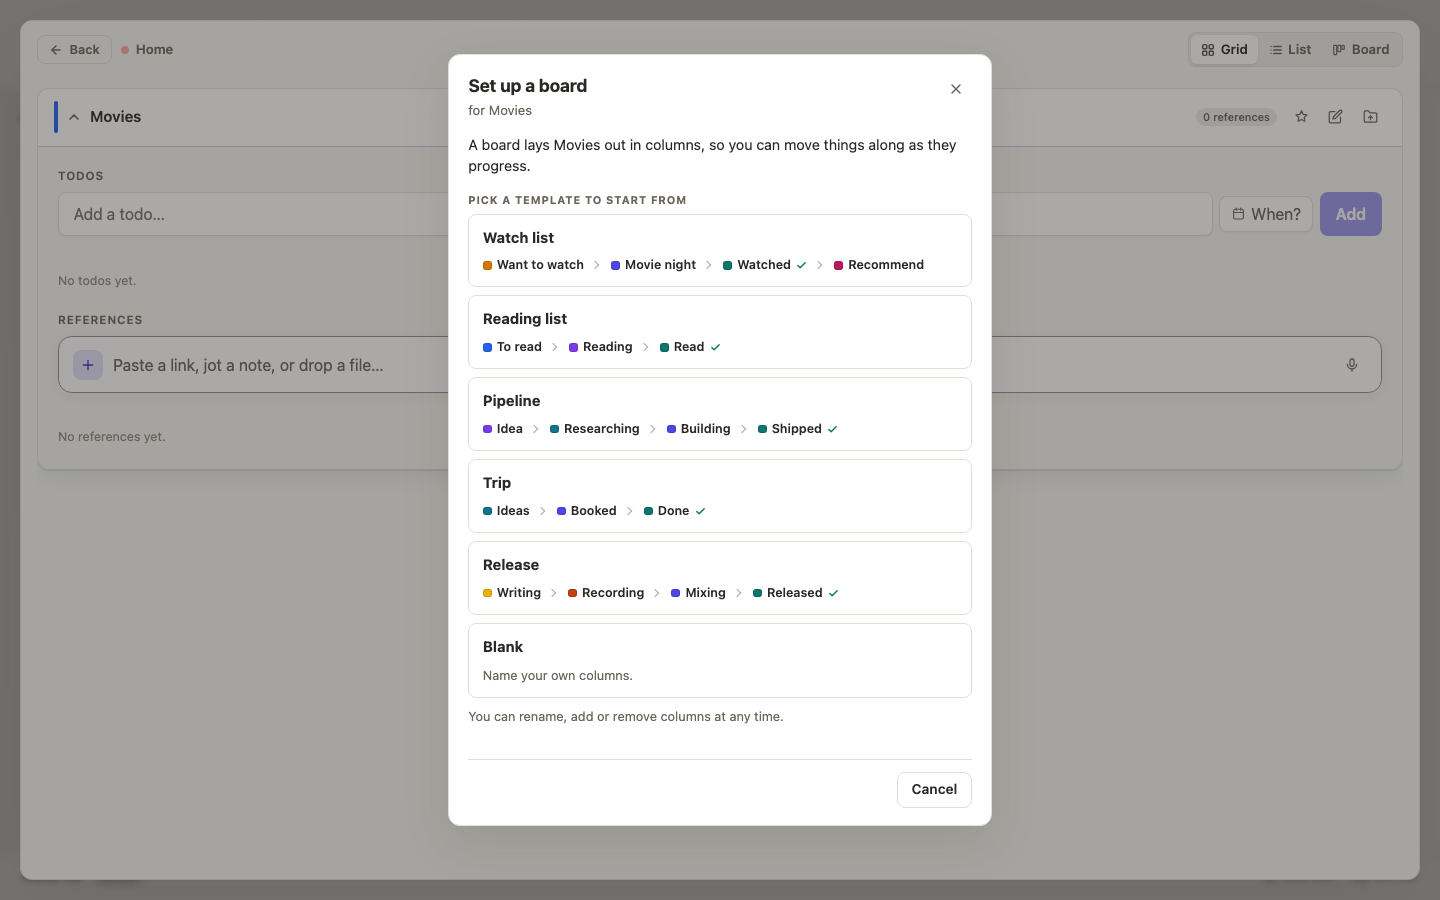 Back
Home
Grid
List
Board
Movies
0 references
TODOS
Add a todo...
When?
Add
No todos yet.
REFERENCES
Paste a link, jot a note, or drop a file...
No references yet.
Set up a board
for Movies
A board lays Movies out in columns, so you can move things along as they
progress.
PICK A TEMPLATE TO START FROM
Watch list
Want to watch > Movie night > Watched ✓ > Recommend
Reading list
To read > Reading > Read ✓
Pipeline
Idea > Researching > Building > Shipped ✓
Trip
Ideas > Booked > Done ✓
Release
Writing > Recording > Mixing > Released ✓
Blank
Name your own columns.
You can rename, add or remove columns at any time.
Cancel